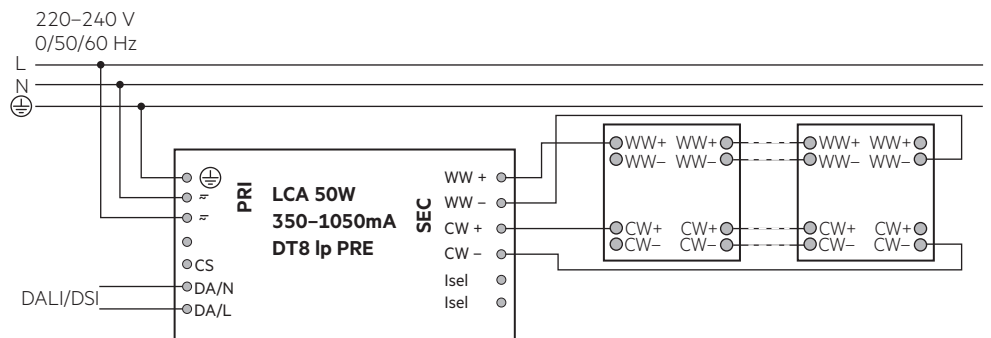 220–240 V
0/50/60 Hz
L
N
PRI
LCA 50W
350–1050mA
DT8 lp PRE
SEC
CS
DA/N
DA/L
DALI/DSI
WW +
WW –
CW +
CW –
Isel
Isel
WW+ WW+
WW– WW–
CW+ CW+
CW– CW–
WW+ WW+
WW– WW–
CW+ CW+
CW– CW–